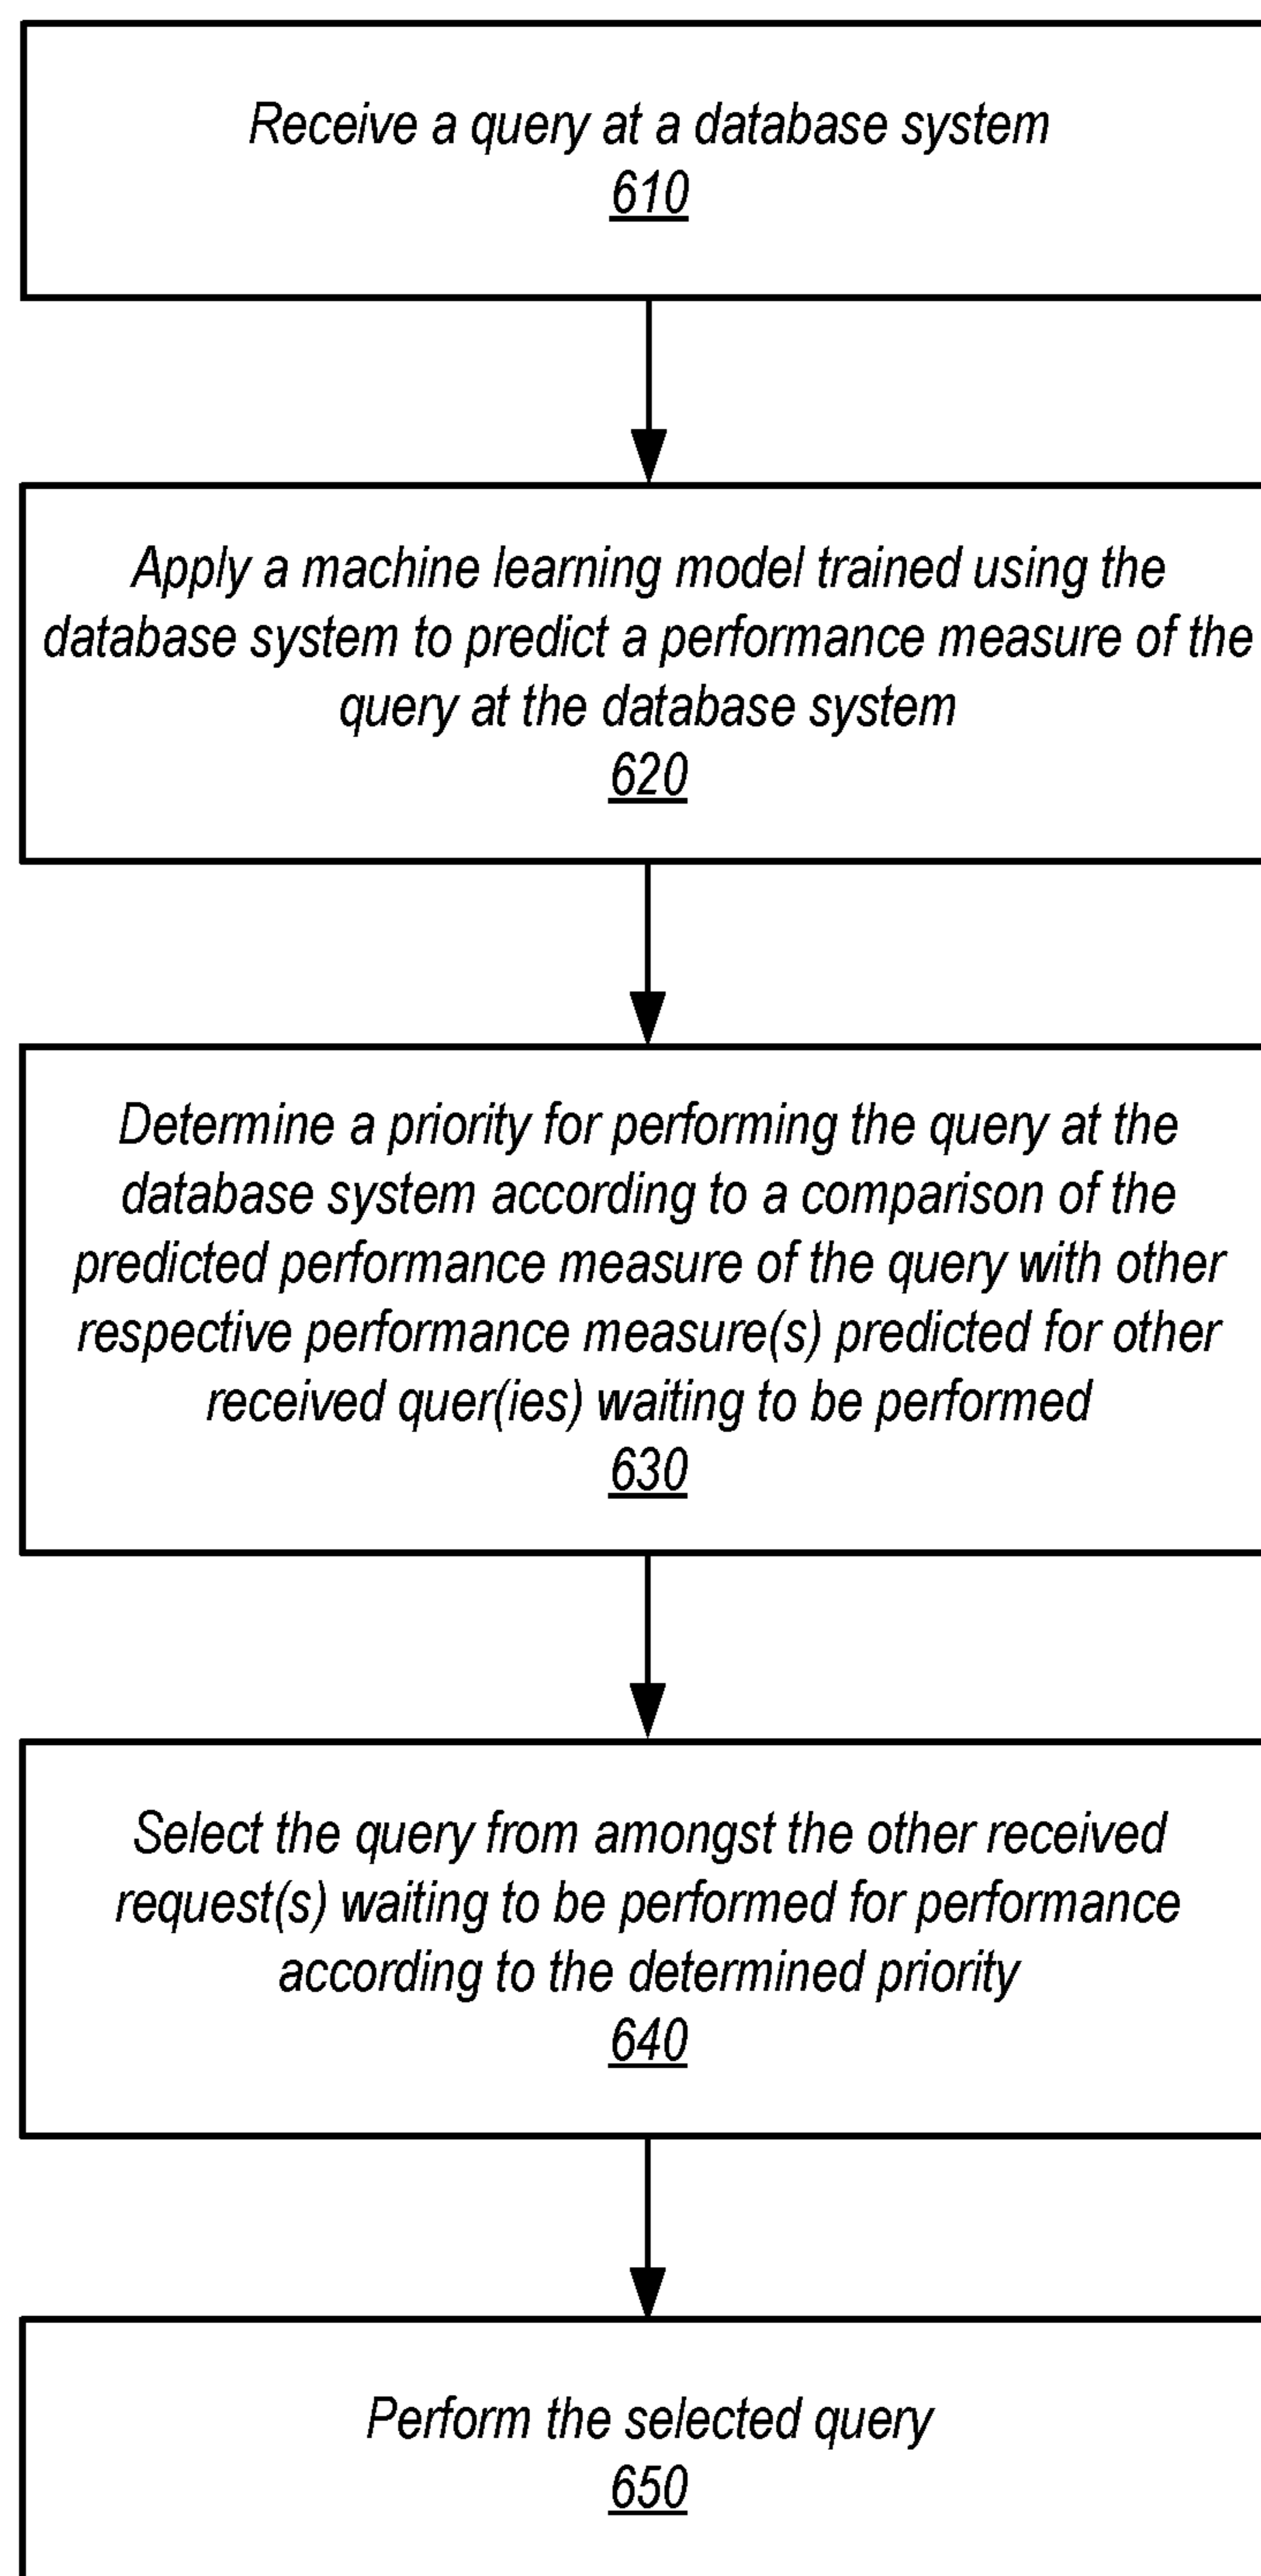 Receive a query at a database system
610
Apply a machine learning model trained using the
database system to predict a performance measure of the
query at the database system
620
Determine a priority for performing the query at the
database system according to a comparison of the
predicted performance measure of the query with other
respective performance measure(s) predicted for other
received quer(ies) waiting to be performed
630
Select the query from amongst the other received
request(s) waiting to be performed for performance
according to the determined priority
640
Perform the selected query
650